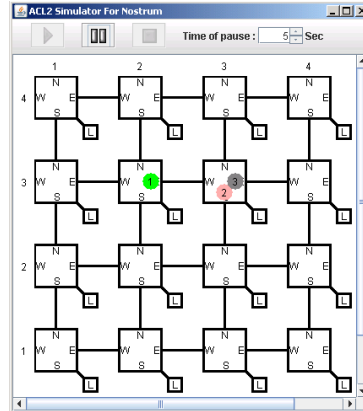 ACL2 Simulator For Nostrum
Time of pause : 5 Sec
1 2 3 4
N N N N
4 W E W E W E W E
S S S S
L L L L
N N N N
3 W E W 1 E W 3 E W E
S S 2 S S
L L L L
N N N N
2 W E W E W E W E
S S S S
L L L L
N N N N
1 W E W E W E W E
S S S S
L L L L